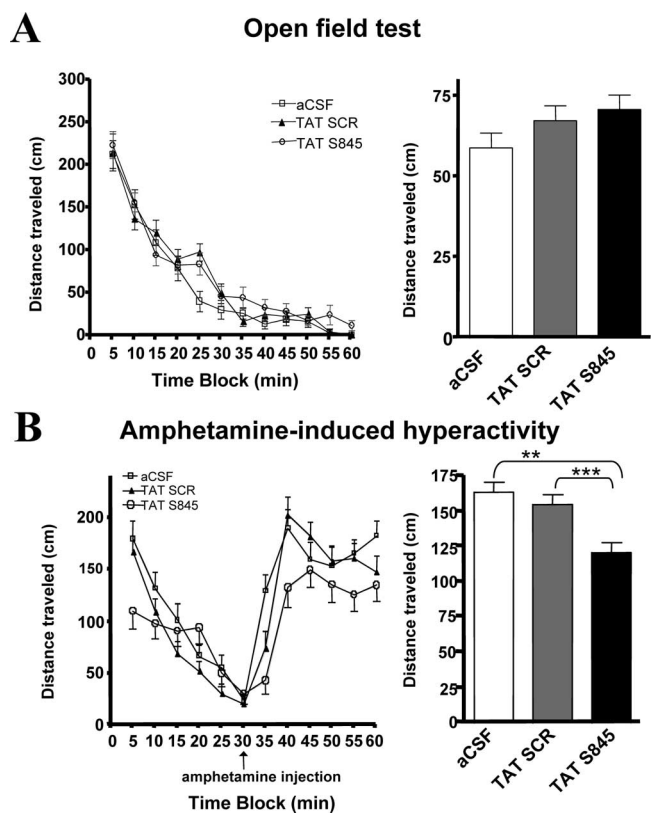 A
Open field test
300
250
200
150
100
50
0
Distance traveled (cm)
aCSF
TAT SCR
TAT S845
0 5 10 15 20 25 30 35 40 45 50 55 60
Time Block (min)
75
50
25
0
Distance traveled (cm)
aCSF
TAT SCR
TAT S845
B
Amphetamine-induced hyperactivity
200
150
100
50
0
Distance traveled (cm)
aCSF
TAT SCR
TAT S845
0 5 10 15 20 25 30 35 40 45 50 55 60
amphetamine injection
Time Block (min)
175
150
125
100
75
50
25
0
Distance traveled (cm)
**
***
aCSF
TAT SCR
TAT S845